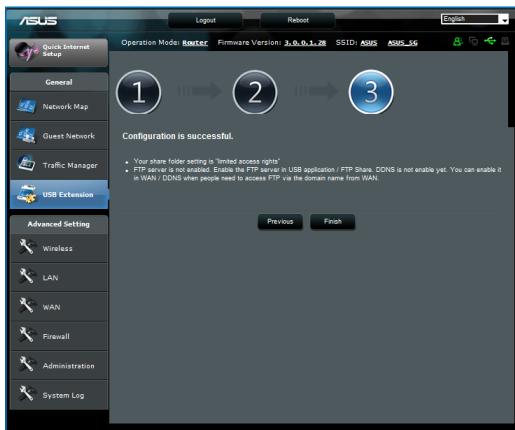 ASUS
Logout
Reboot
English
Quick Internet
Setup
Operation Mode: Router Firmware Version: 3.0.0.1.28 SSID: ASUS ASUS_5G
General
Network Map
Guest Network
Traffic Manager
USB Extension
Advanced Setting
Wireless
LAN
WAN
Firewall
Administration
System Log
1
2
3
Configuration is successful.
Your share folder setting is "limited access rights"
FTP server is not enabled. Enable the FTP server in USB application / FTP Share. DDNS is not enable yet. You can enable it
in WAN / DDNS when people need to access FTP via the domain name from WAN.
Previous
Finish